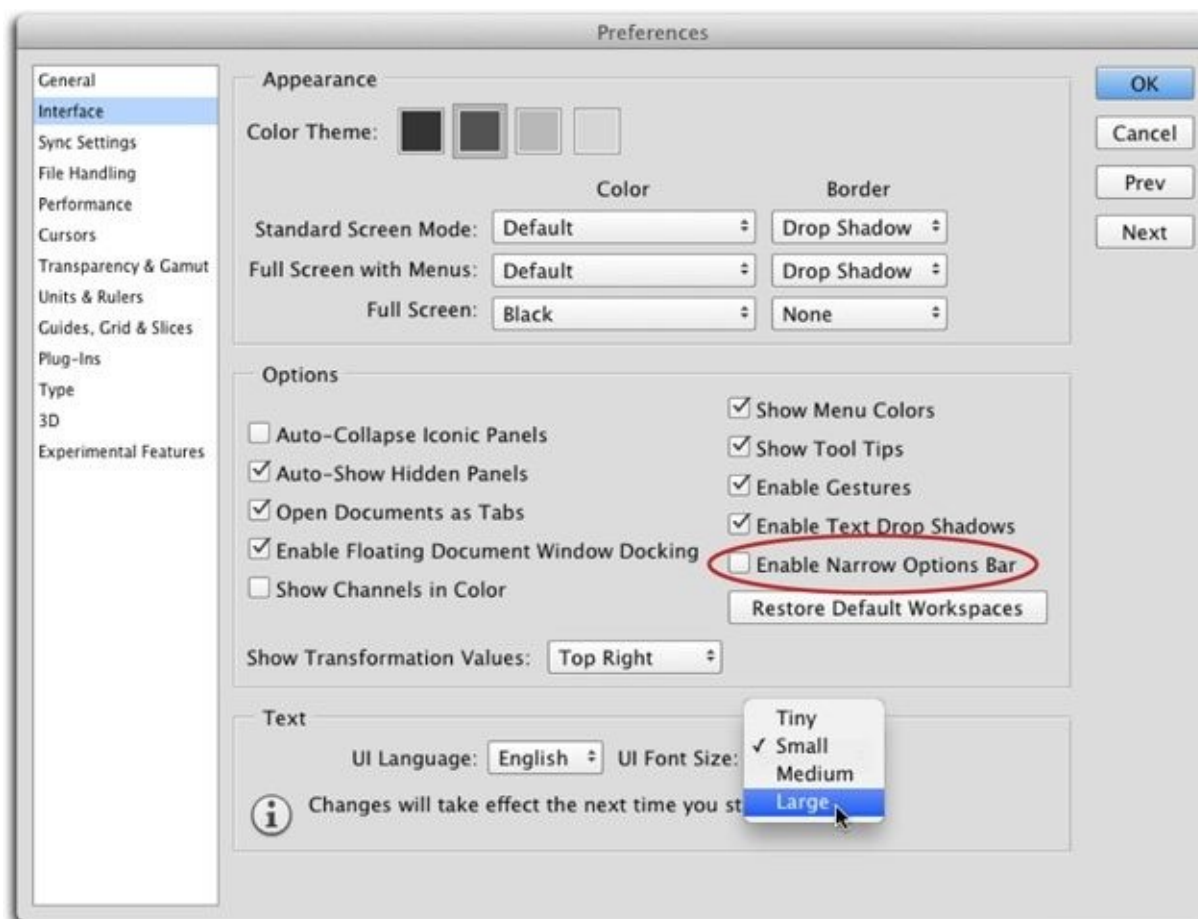 Preferences
General
Interface
Sync Settings
File Handling
Performance
Cursors
Transparency & Gamut
Units & Rulers
Guides, Grid & Slices
Plug-Ins
Type
3D
Experimental Features
Appearance
Color Theme:
Color Border
Standard Screen Mode: Default Drop Shadow
Full Screen with Menus: Default Drop Shadow
Full Screen: Black None
Options
Auto-Collapse Iconic Panels
Auto-Show Hidden Panels
Open Documents as Tabs
Enable Floating Document Window Docking
Show Channels in Color
Show Menu Colors
Show Tool Tips
Enable Gestures
Enable Text Drop Shadows
Enable Narrow Options Bar
Restore Default Workspaces
Show Transformation Values: Top Right
Text
UI Language: English UI Font Size:
Tiny
✓ Small
Medium
Large
Changes will take effect the next time you st
OK
Cancel
Prev
Next